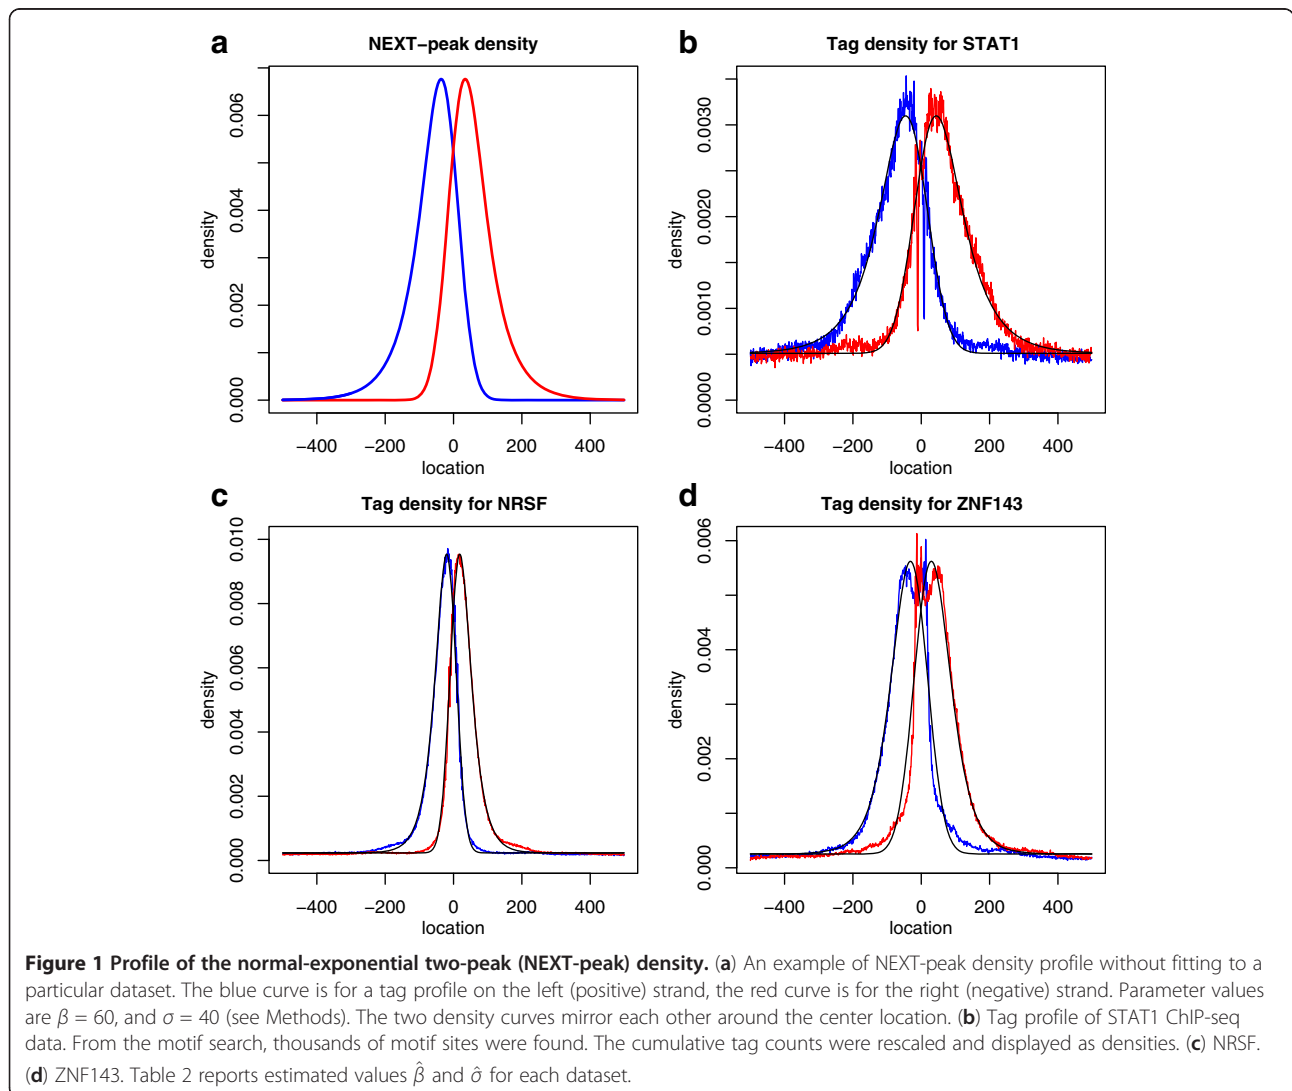 a
NEXT−peak density
density
0.000
0.002
0.004
0.006
−400
−200
0
200
400
location
b
Tag density for STAT1
density
0.0000
0.0010
0.0020
0.0030
−400
−200
0
200
400
location
c
Tag density for NRSF
density
0.000
0.002
0.004
0.006
0.008
0.010
−400
−200
0
200
400
location
d
Tag density for ZNF143
density
0.000
0.002
0.004
0.006
−400
−200
0
200
400
location
Figure 1 Profile of the normal-exponential two-peak (NEXT-peak) density. (a) An example of NEXT-peak density profile without fitting to a
particular dataset. The blue curve is for a tag profile on the left (positive) strand, the red curve is for the right (negative) strand. Parameter values
are β = 60, and σ = 40 (see Methods). The two density curves mirror each other around the center location. (b) Tag profile of STAT1 ChIP-seq
data. From the motif search, thousands of motif sites were found. The cumulative tag counts were rescaled and displayed as densities. (c) NRSF.
(d) ZNF143. Table 2 reports estimated values β̂ and σ̂ for each dataset.